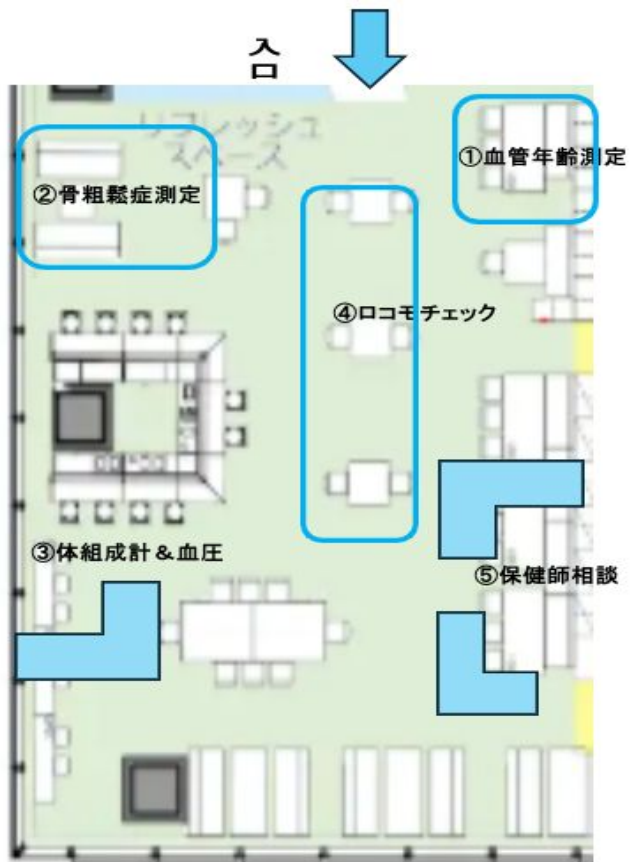 入口
リフレッシュ
スペース
①血管年齢測定
②骨粗鬆症測定
④ロコモチェック
③体組成計＆血圧
⑤保健師相談